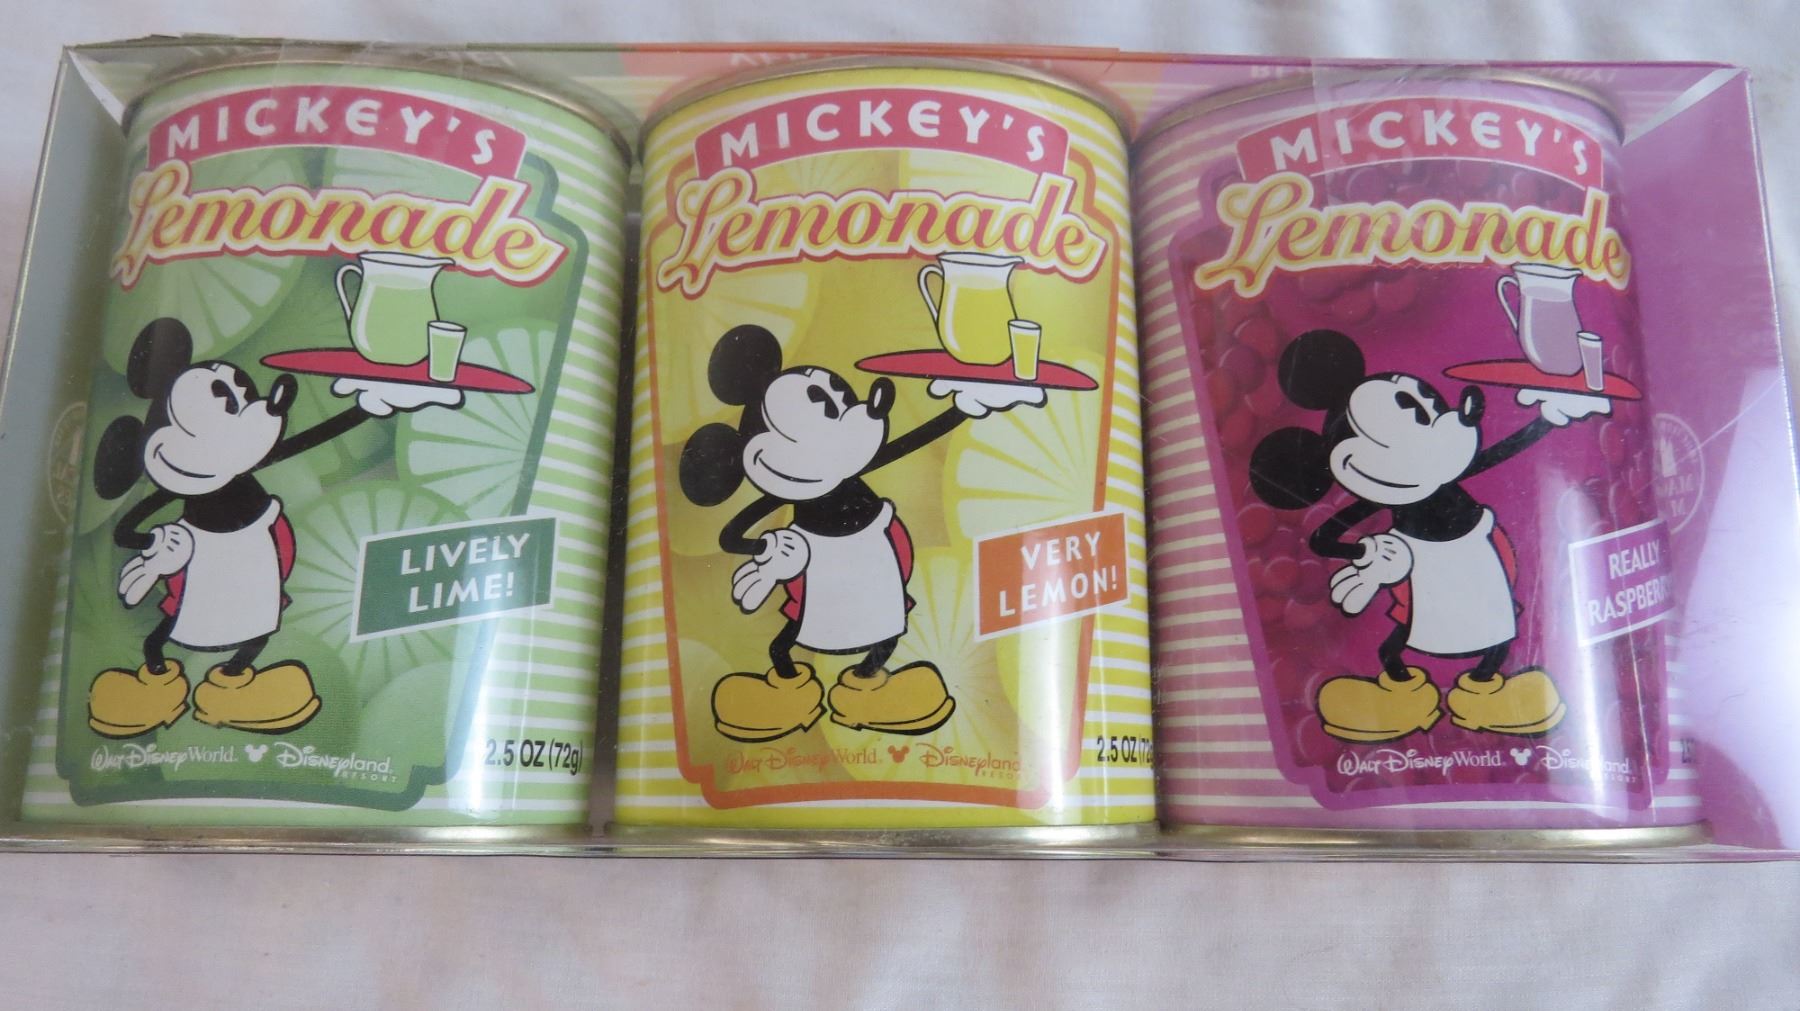 MICKEY'S
Lemonade
LIVELY
LIME!
Walt Disney World. Disneyland.
RESORT
2.5 OZ (72g)
MICKEY'S
Lemonade
VERY
LEMON!
Walt Disney World. Disneyland
RESORT
2.5 OZ (72g
MICKEY'S
Lemonade
REALLY
RASPBERRY
Walt Disney World. Disneyland
RESORT